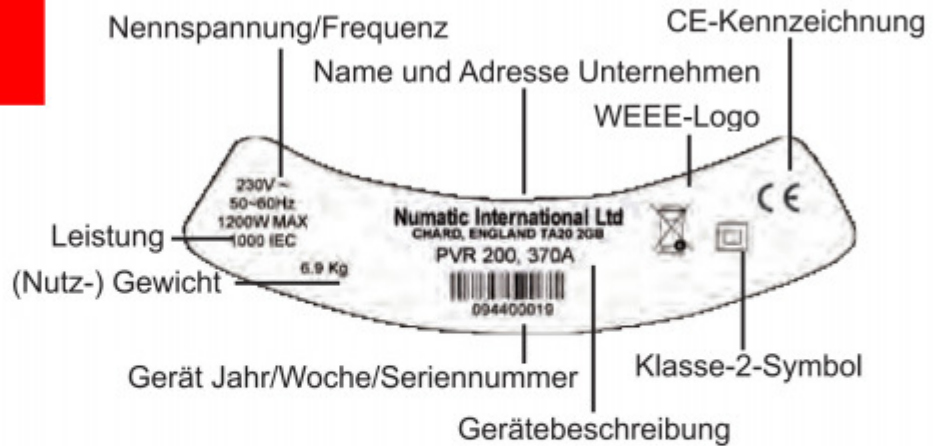 Nennspannung/Frequenz
CE-Kennzeichnung
Name und Adresse Unternehmen
WEEE-Logo
230V ~
50~60Hz
1200W MAX
1000 IEC
6.9 Kg
Leistung
(Nutz-) Gewicht
Numatic International Ltd
CHARD, ENGLAND TA20 2GB
PVR 200, 370A
094400019
CE
Gerät Jahr/Woche/Seriennummer
Klasse-2-Symbol
Gerätebeschreibung